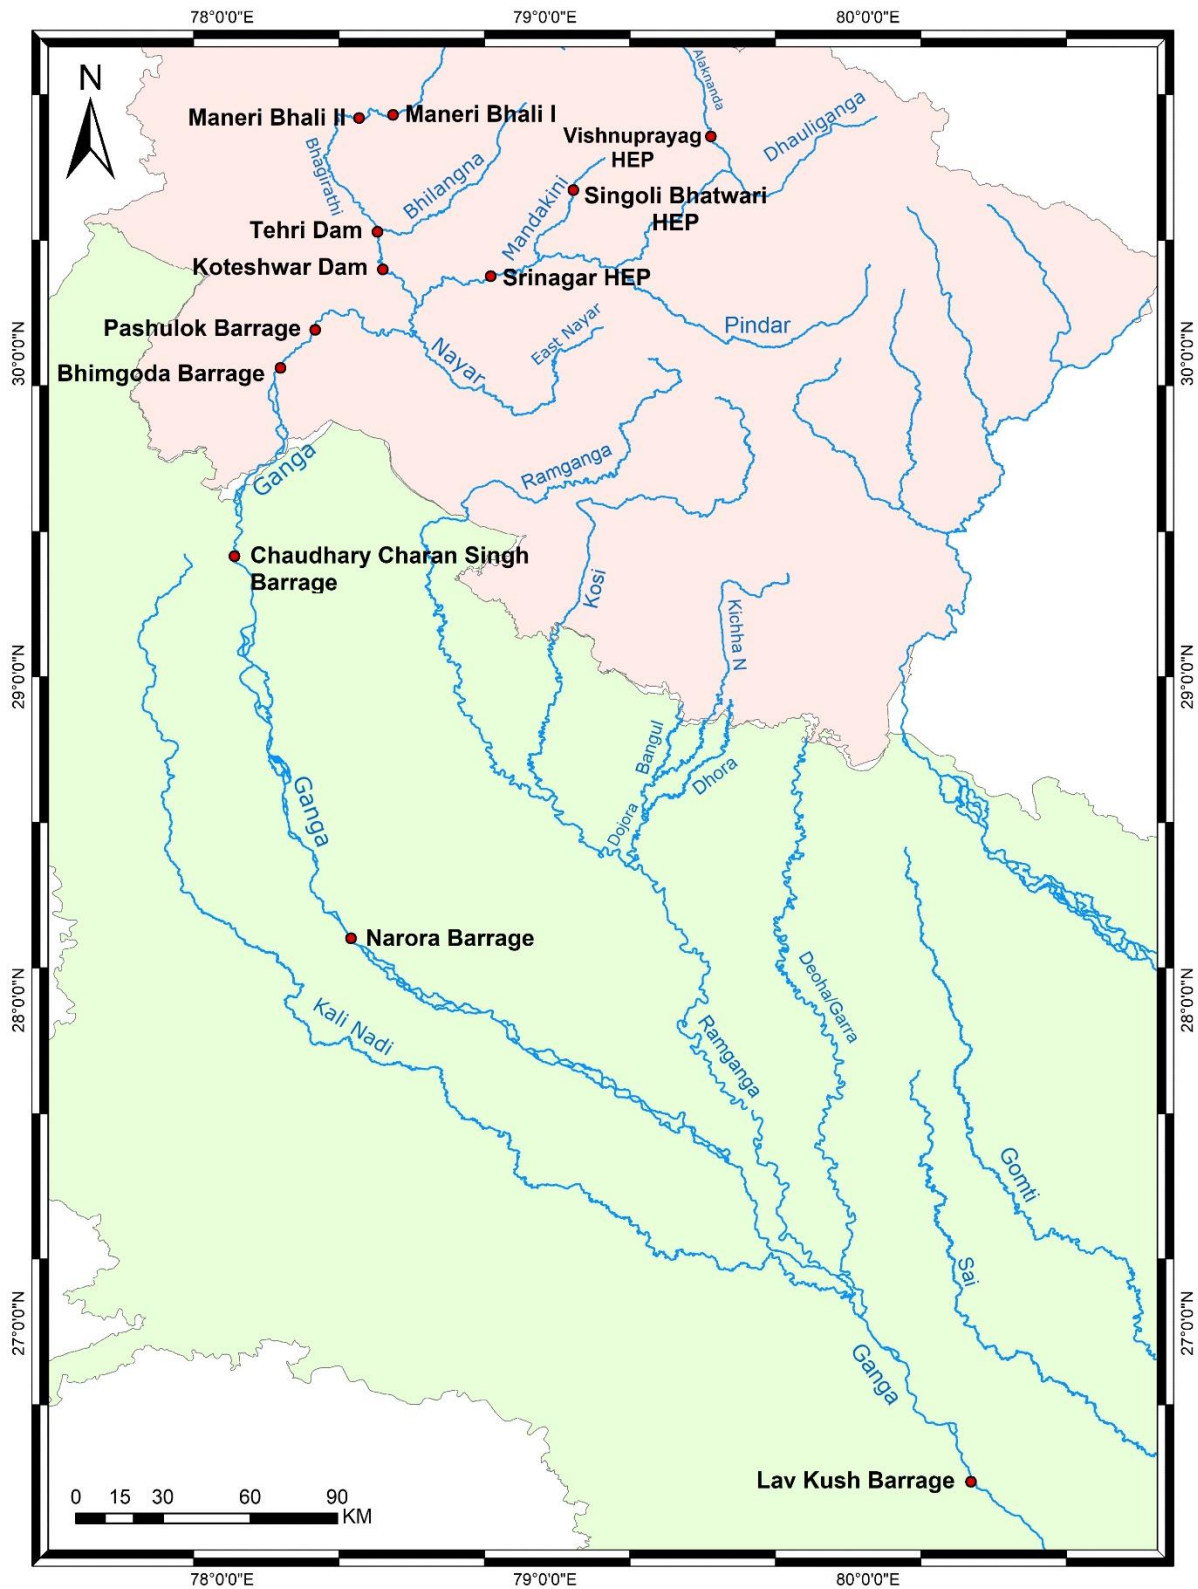 78°0'0"E
79°0'0"E
80°0'0"E
N
Alaknanda
Maneri Bhali II
Maneri Bhali I
Vishnuprayag
HEP
Dhauliganga
Bhagirathi
Bhilangna
Mandakini
Singoli Bhatwari
HEP
Tehri Dam
Koteshwar Dam
Srinagar HEP
Pashulok Barrage
East Nayar
Pindar
30°0'0"N
30°0'0"N
Bhimgoda Barrage
Nayar
Ganga
Ramganga
Chaudhary Charan Singh
Barrage
Kosi
Kichha N
29°0'0"N
29°0'0"N
Bangul
Dhora
Ganga
Dojora
Narora Barrage
Deoha/Garra
28°0'0"N
28°0'0"N
Kali Nadi
Ramganga
Gomti
Sai
27°0'0"N
27°0'0"N
Ganga
Lav Kush Barrage
0 15 30 60 90
KM
78°0'0"E
79°0'0"E
80°0'0"E